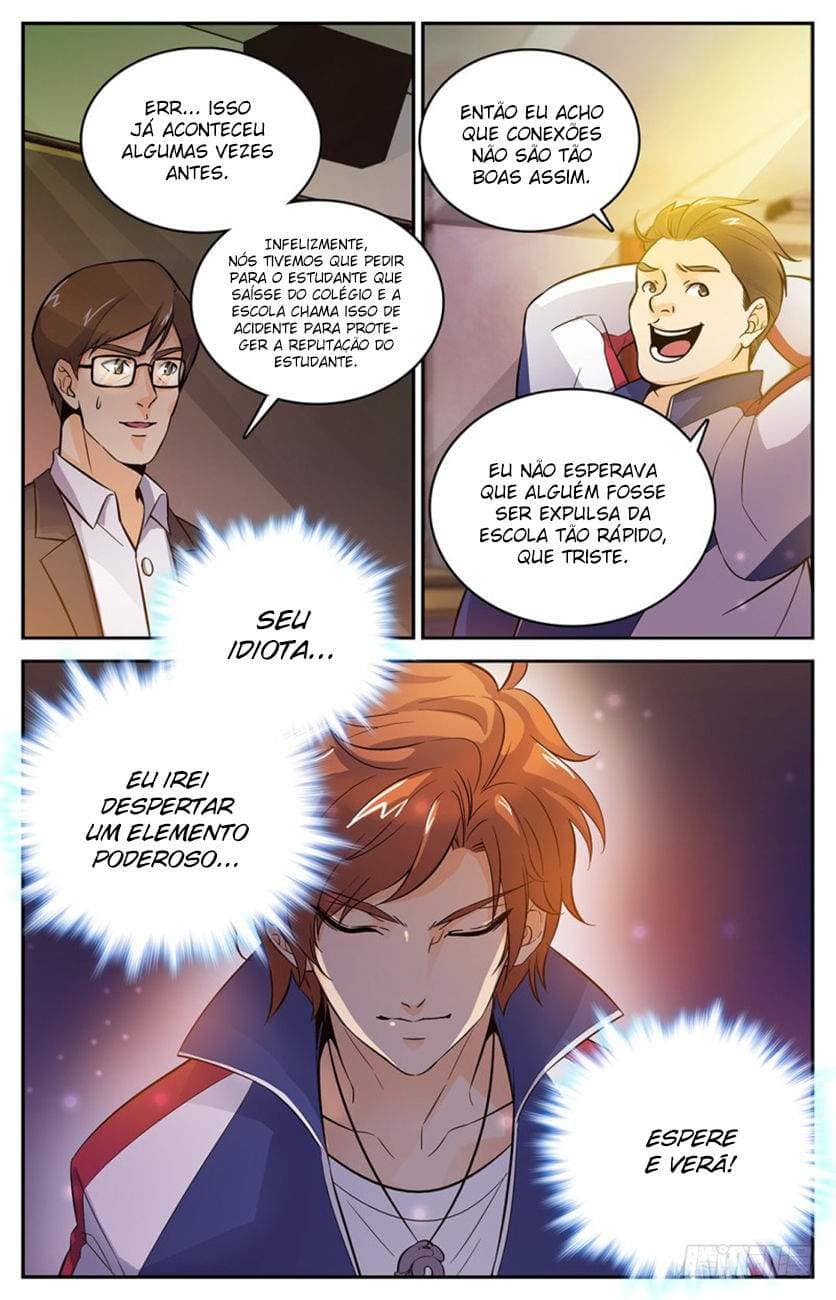 ERR... ISSO
JÁ ACONTECEU
ALGUMAS VEZES
ANTES.
INFELIZMENTE,
NÓS TIVEMOS QUE PEDIR
PARA O ESTUDANTE QUE
SAÍSSE DO COLÉGIO E A
ESCOLA CHAMA ISSO DE
ACIDENTE PARA PROTE-
GER A REPUTAÇÃO DO
ESTUDANTE.
ENTÃO EU ACHO
QUE CONEXÕES
NÃO SÃO TÃO
BOAS ASSIM.
EU NÃO ESPERAVA
QUE ALGUÉM FOSSE
SER EXPULSA DA
ESCOLA TÃO RÁPIDO,
QUE TRISTE.
SEU
IDIOTA...
EU IREI
DESPERTAR
UM ELEMENTO
PODEROSO...
ESPERE
E VERÁ!